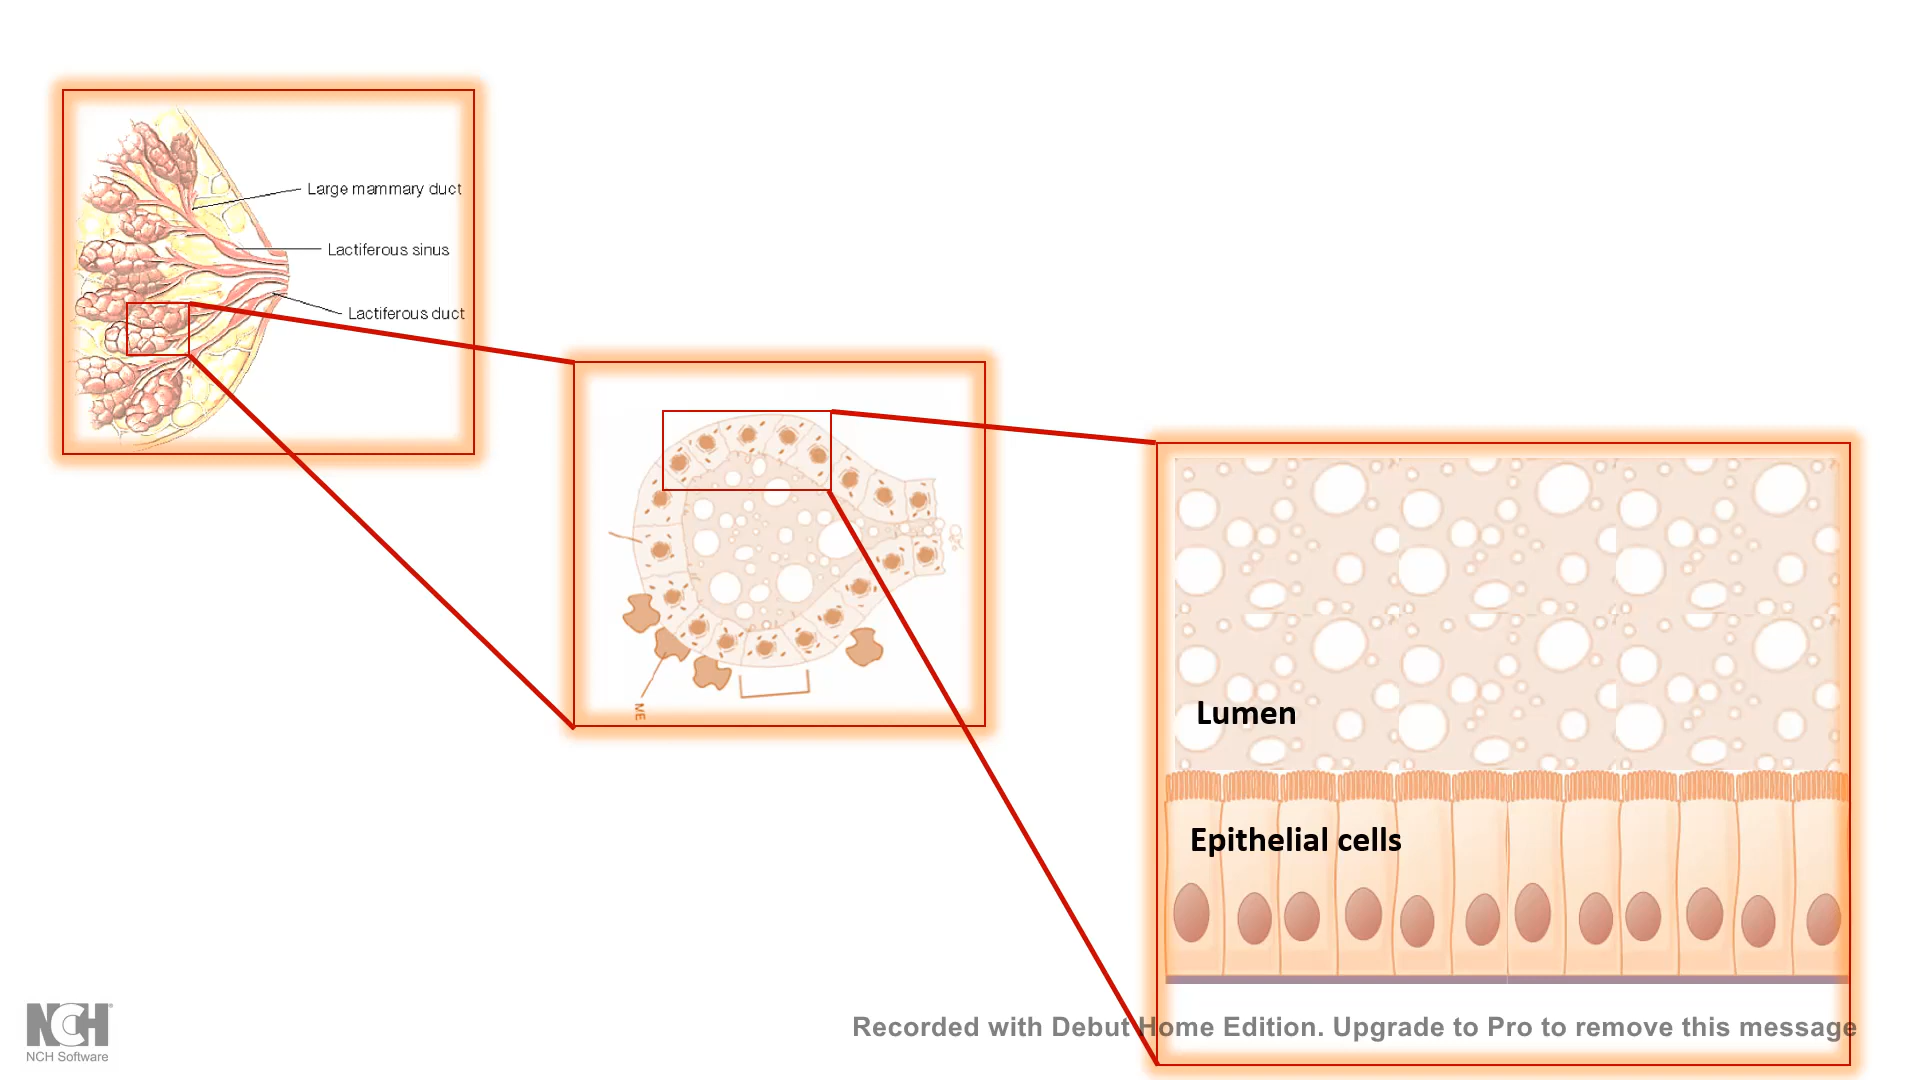 Large mammary duct
Lactiferous sinus
Lactiferous duct
ME
Lumen
Epithelial cells
NCH
NCH Software
Recorded with Debut Home Edition. Upgrade to Pro to remove this message